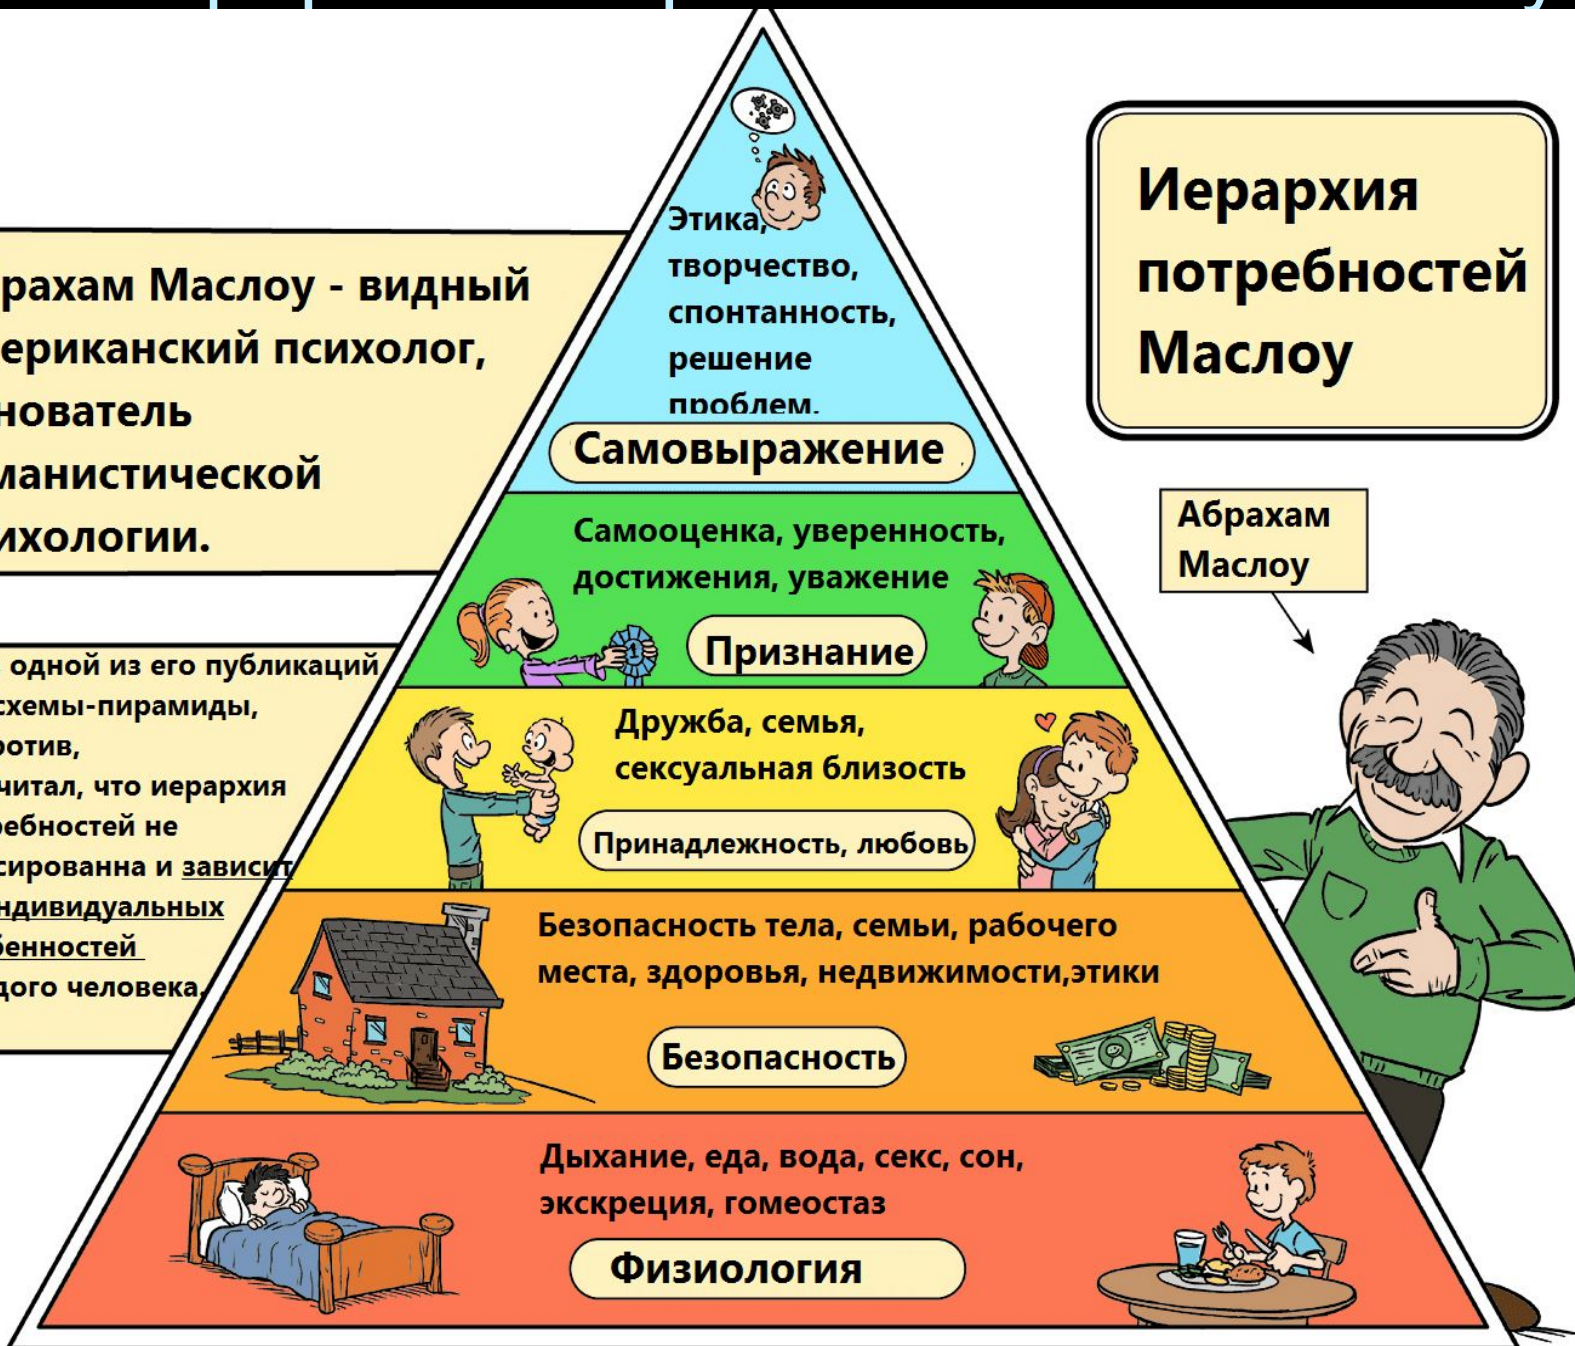 Иерархия
потребностей
Маслоу
рахам Маслоу - видный
ериканский психолог,
нователь
манистической
ихологии.
одной из его публикаций
схемы-пирамиды,
ротив,
читал, что иерархия
ребностей не
сированна и зависит
ндивидуальных
бенностей
дого человека.
Этика,
творчество,
спонтанность,
решение
проблем.
Самовыражение
Самооценка, уверенность,
достижения, уважение
1
Признание
Дружба, семья,
сексуальная близость
Принадлежность, любовь
Безопасность тела, семьи, рабочего
места, здоровья, недвижимости,этики
Безопасность
Дыхание, еда, вода, секс, сон,
экскреция, гомеостаз
Физиология
Абрахам
Маслоу